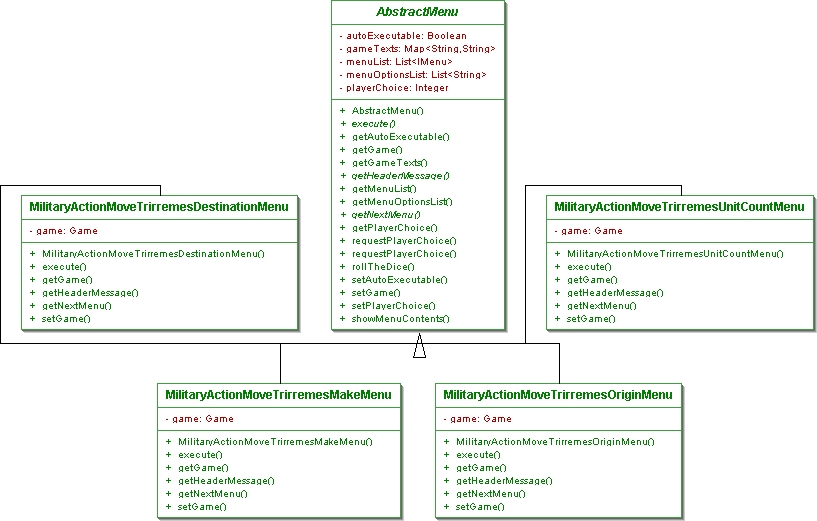 AbstractMenu
- autoExecutable: Boolean
- gameTexts: Map<String,String>
- menuList: List<IMenu>
- menuOptionsList: List<String>
- playerChoice: Integer
+ AbstractMenu()
+ execute()
+ getAutoExecutable()
+ getGame()
+ getGameTexts()
+ getHeaderMessage()
+ getMenuList()
+ getMenuOptionsList()
+ getNextMenu()
+ getPlayerChoice()
+ requestPlayerChoice()
+ requestPlayerChoice()
+ rollTheDice()
+ setAutoExecutable()
+ setGame()
+ setPlayerChoice()
+ showMenuContents()
MilitaryActionMoveTrirremesDestinationMenu
- game: Game
+ MilitaryActionMoveTrirremesDestinationMenu()
+ execute()
+ getGame()
+ getHeaderMessage()
+ getNextMenu()
+ setGame()
MilitaryActionMoveTrirremesUnitCountMenu
- game: Game
+ MilitaryActionMoveTrirremesUnitCountMenu()
+ execute()
+ getGame()
+ getHeaderMessage()
+ getNextMenu()
+ setGame()
MilitaryActionMoveTrirremesMakeMenu
- game: Game
+ MilitaryActionMoveTrirremesMakeMenu()
+ execute()
+ getGame()
+ getHeaderMessage()
+ getNextMenu()
+ setGame()
MilitaryActionMoveTrirremesOriginMenu
- game: Game
+ MilitaryActionMoveTrirremesOriginMenu()
+ execute()
+ getGame()
+ getHeaderMessage()
+ getNextMenu()
+ setGame()